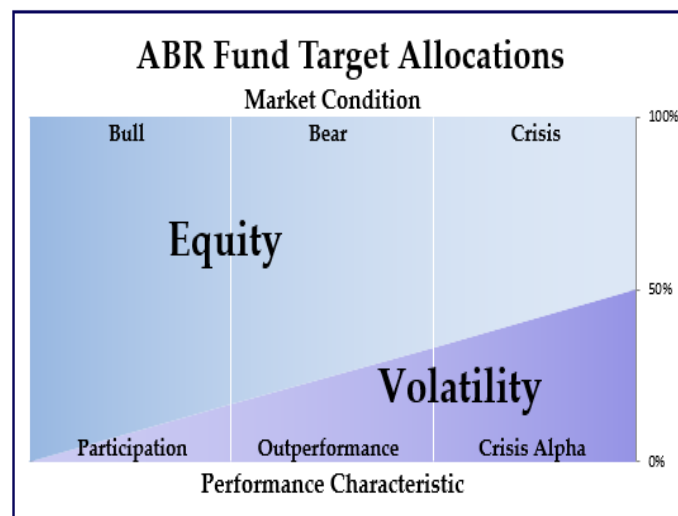 ABR Fund Target Allocations
Market Condition
Bull Bear Crisis
100%
Equity
50%
Volatility
Participation Outperformance Crisis Alpha
0%
Performance Characteristic